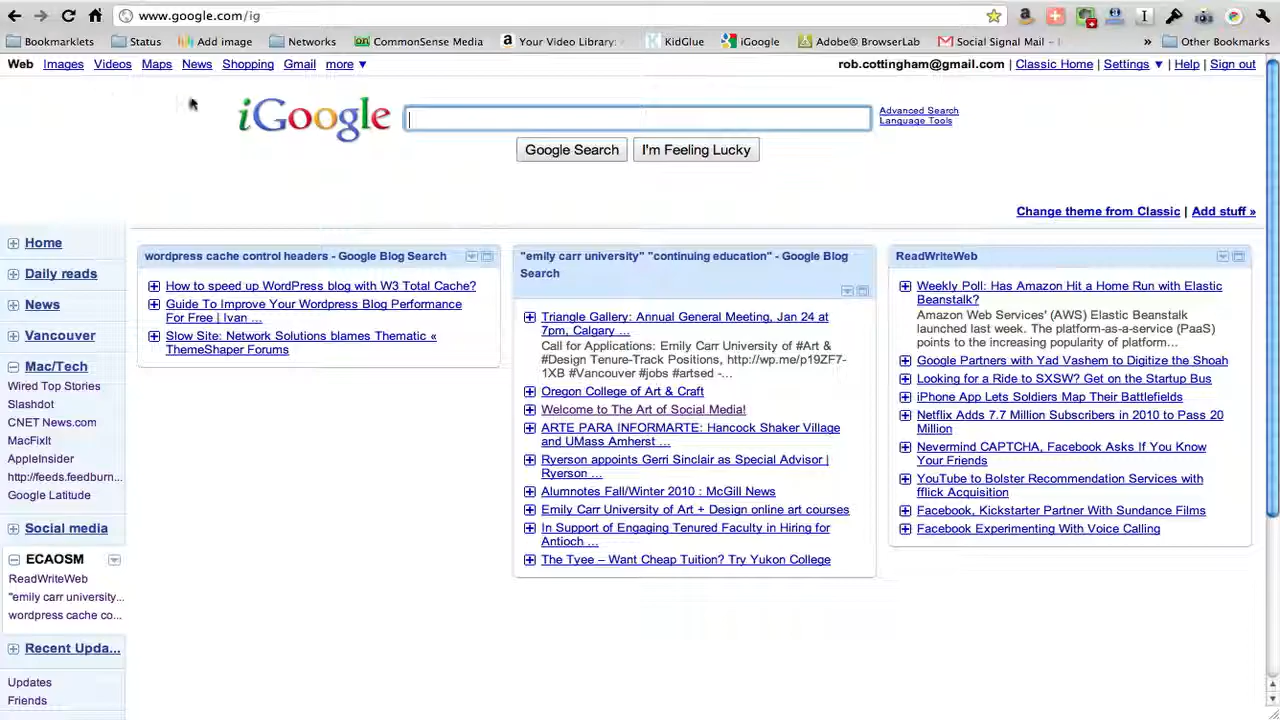 www.google.com/ig
Bookmarklets Status Add image Networks CommonSense Media Your Video Library: KidGlue iGoogle Adobe® BrowserLab Social Signal Mail – » Other Bookmarks
Web Images Videos Maps News Shopping Gmail more ▼ rob.cottingham@gmail.com | Classic Home | Settings ▼ | Help | Sign out
iGoogle
Advanced Search
Language Tools
Google Search I'm Feeling Lucky
Change theme from Classic | Add stuff »
Home
Daily reads
News
Vancouver
Mac/Tech
Wired Top Stories
Slashdot
CNET News.com
MacFixIt
AppleInsider
http://feeds.feedburn...
Google Latitude
Social media
ECAOSM
ReadWriteWeb
"emily carr university...
wordpress cache co...
Recent Upda...
Updates
Friends
wordpress cache control headers - Google Blog Search
How to speed up WordPress blog with W3 Total Cache?
Guide To Improve Your Wordpress Blog Performance
For Free | Ivan ...
Slow Site: Network Solutions blames Thematic «
ThemeShaper Forums
"emily carr university" "continuing education" - Google Blog
Search
Triangle Gallery: Annual General Meeting, Jan 24 at
7pm, Calgary ...
Call for Applications: Emily Carr University of #Art &
#Design Tenure-Track Positions, http://wp.me/p19ZF7-
1XB #Vancouver #jobs #artsed -...
Oregon College of Art & Craft
Welcome to The Art of Social Media!
ARTE PARA INFORMARTE: Hancock Shaker Village
and UMass Amherst ...
Ryerson appoints Gerri Sinclair as Special Advisor |
Ryerson ...
Alumnotes Fall/Winter 2010 : McGill News
Emily Carr University of Art + Design online art courses
In Support of Engaging Tenured Faculty in Hiring for
Antioch ...
The Tyee – Want Cheap Tuition? Try Yukon College
ReadWriteWeb
Weekly Poll: Has Amazon Hit a Home Run with Elastic
Beanstalk?
Amazon Web Services' (AWS) Elastic Beanstalk
launched last week. The platform-as-a-service (PaaS)
points to the increasing popularity of platform...
Google Partners with Yad Vashem to Digitize the Shoah
Looking for a Ride to SXSW? Get on the Startup Bus
iPhone App Lets Soldiers Map Their Battlefields
Netflix Adds 7.7 Million Subscribers in 2010 to Pass 20
Million
Nevermind CAPTCHA, Facebook Asks If You Know
Your Friends
YouTube to Bolster Recommendation Services with
fflick Acquisition
Facebook, Kickstarter Partner With Sundance Films
Facebook Experimenting With Voice Calling